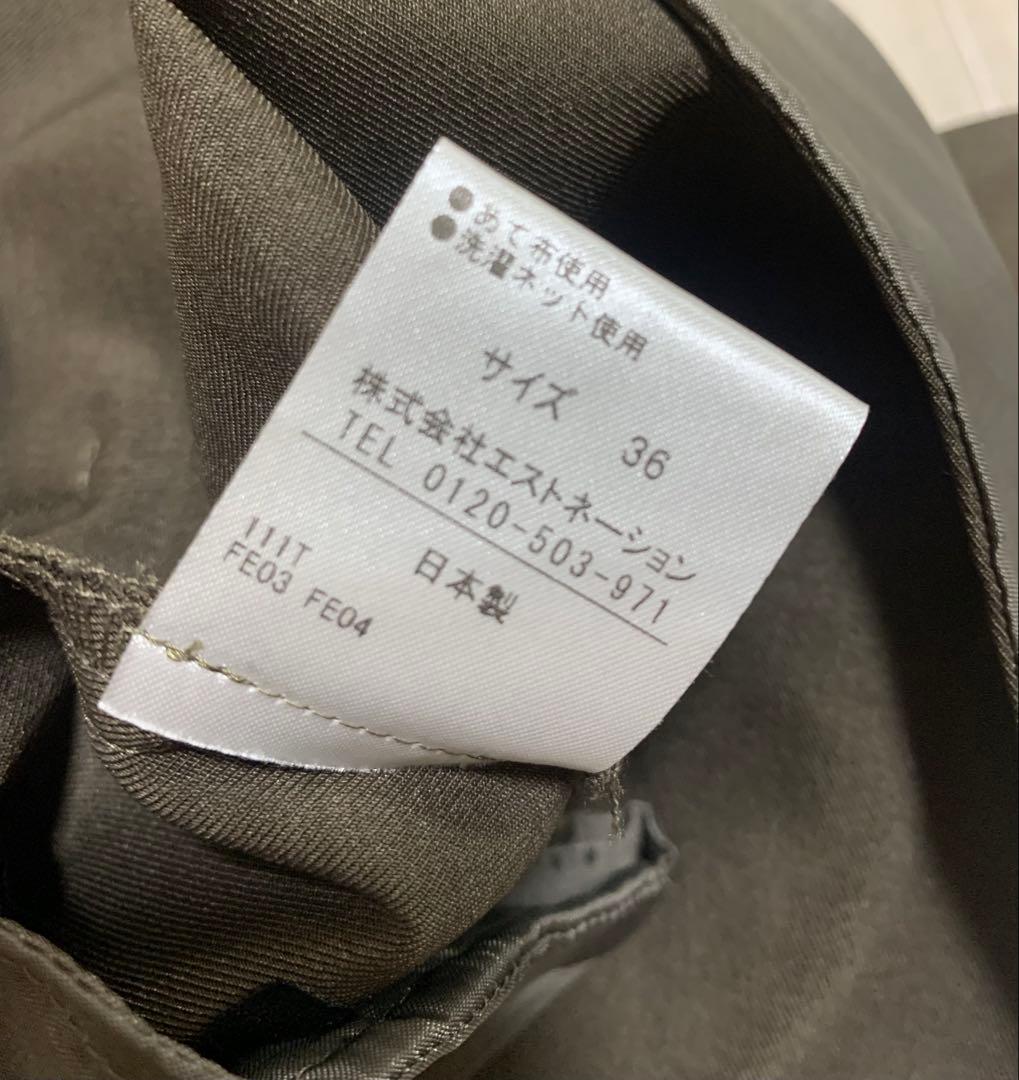 ●あて布使用
●洗濯ネット使用
サイズ 36
株式会社エストネーション
TEL 0120-503-971
日本製
111T
FE03 FE04